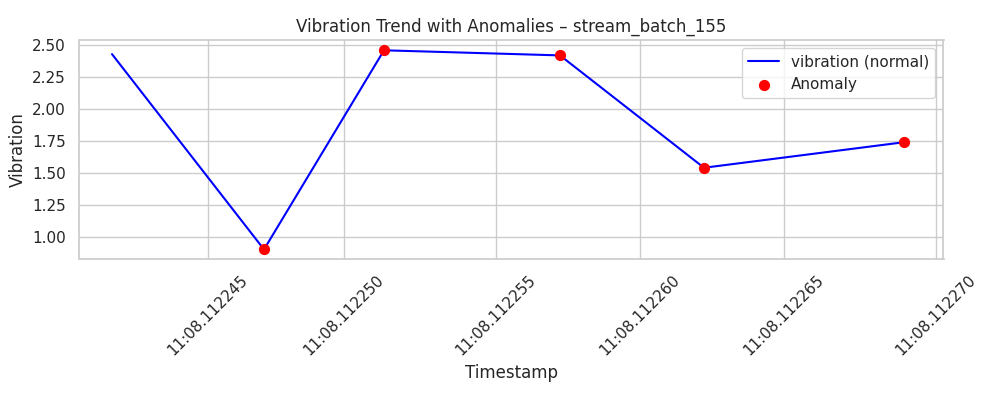 Vibration Trend with Anomalies – stream_batch_155
vibration (normal)
Anomaly
Vibration
2.50
2.25
2.00
1.75
1.50
1.25
1.00
11:08.112245
11:08.112250
11:08.112255
11:08.112260
11:08.112265
11:08.112270
Timestamp